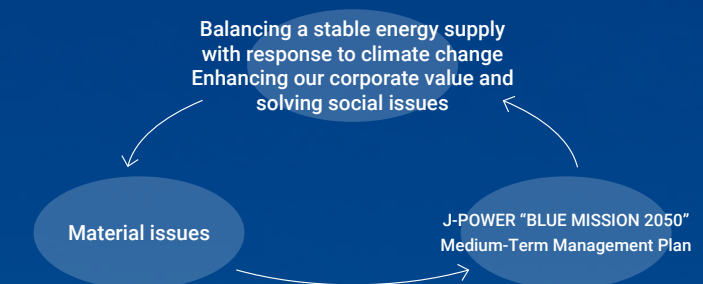 Balancing a stable energy supply
with response to climate change
Enhancing our corporate value and
solving social issues
Material issues
J-POWER “BLUE MISSION 2050”
Medium-Term Management Plan